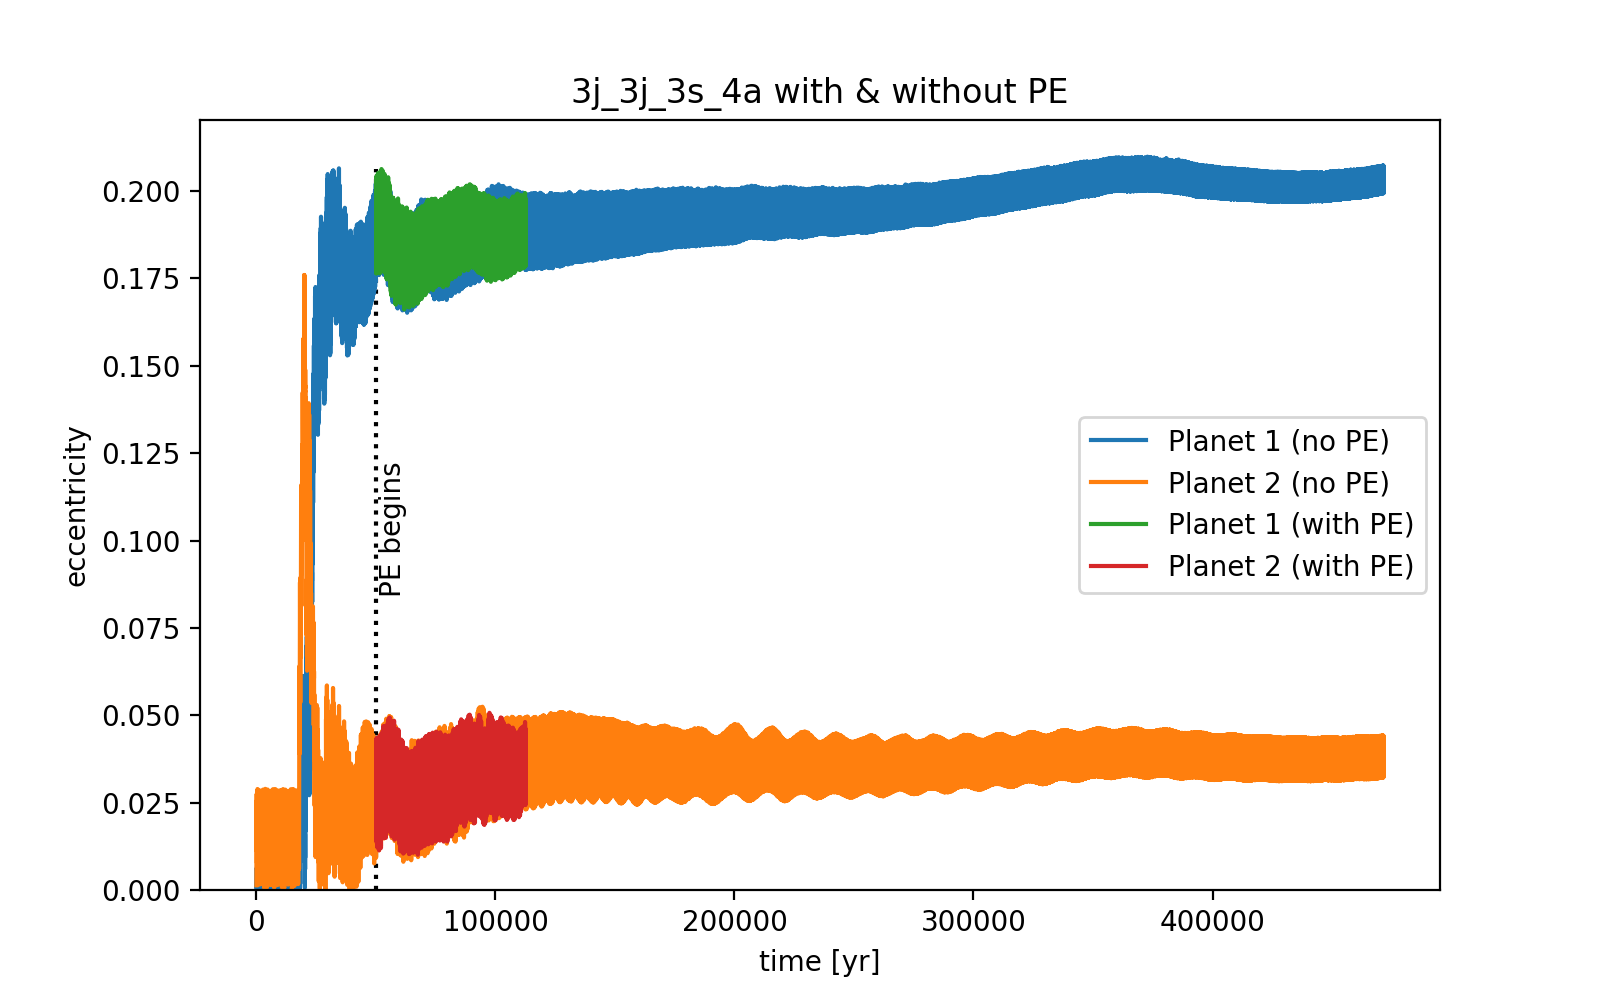 3j_3j_3s_4a with & without PE
eccentricity
0.200
0.175
0.150
0.125
0.100
0.075
0.050
0.025
0.000
PE begins
Planet 1 (no PE)
Planet 2 (no PE)
Planet 1 (with PE)
Planet 2 (with PE)
0 100000 200000 300000 400000
time [yr]